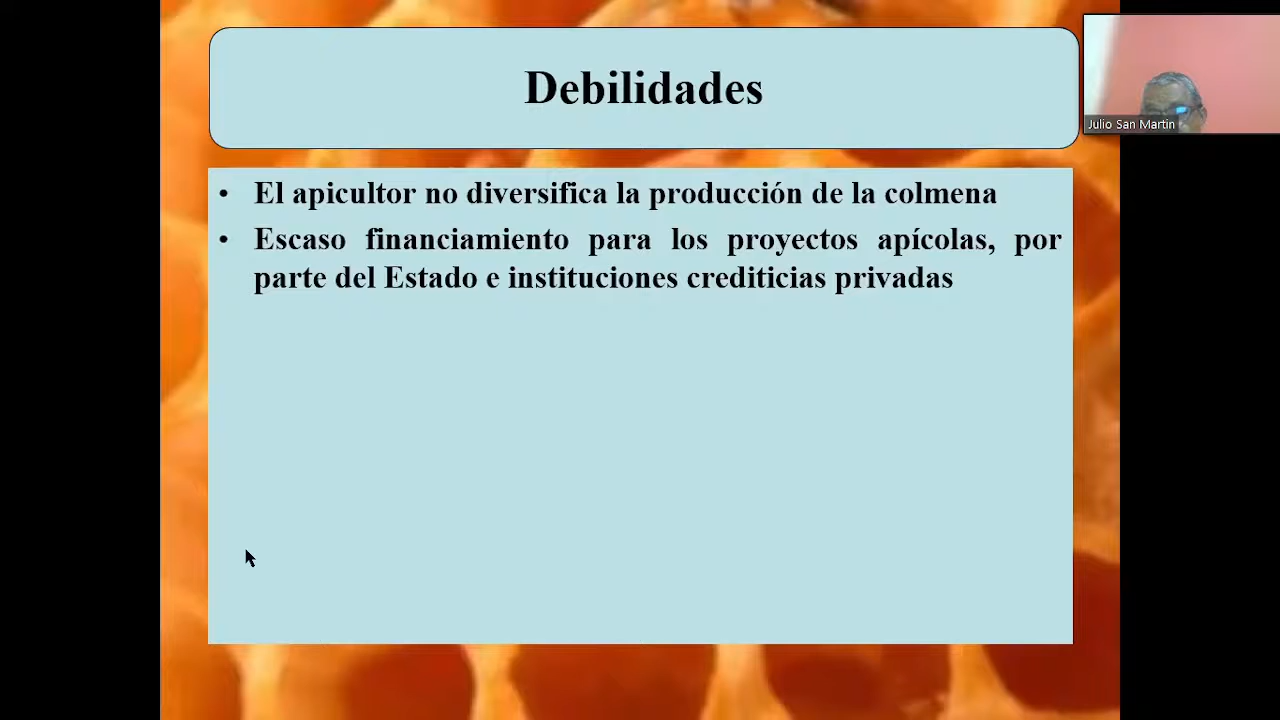 Debilidades
Julio San Martin
• El apicultor no diversifica la producción de la colmena
• Escaso financiamiento para los proyectos apícolas, por
parte del Estado e instituciones crediticias privadas